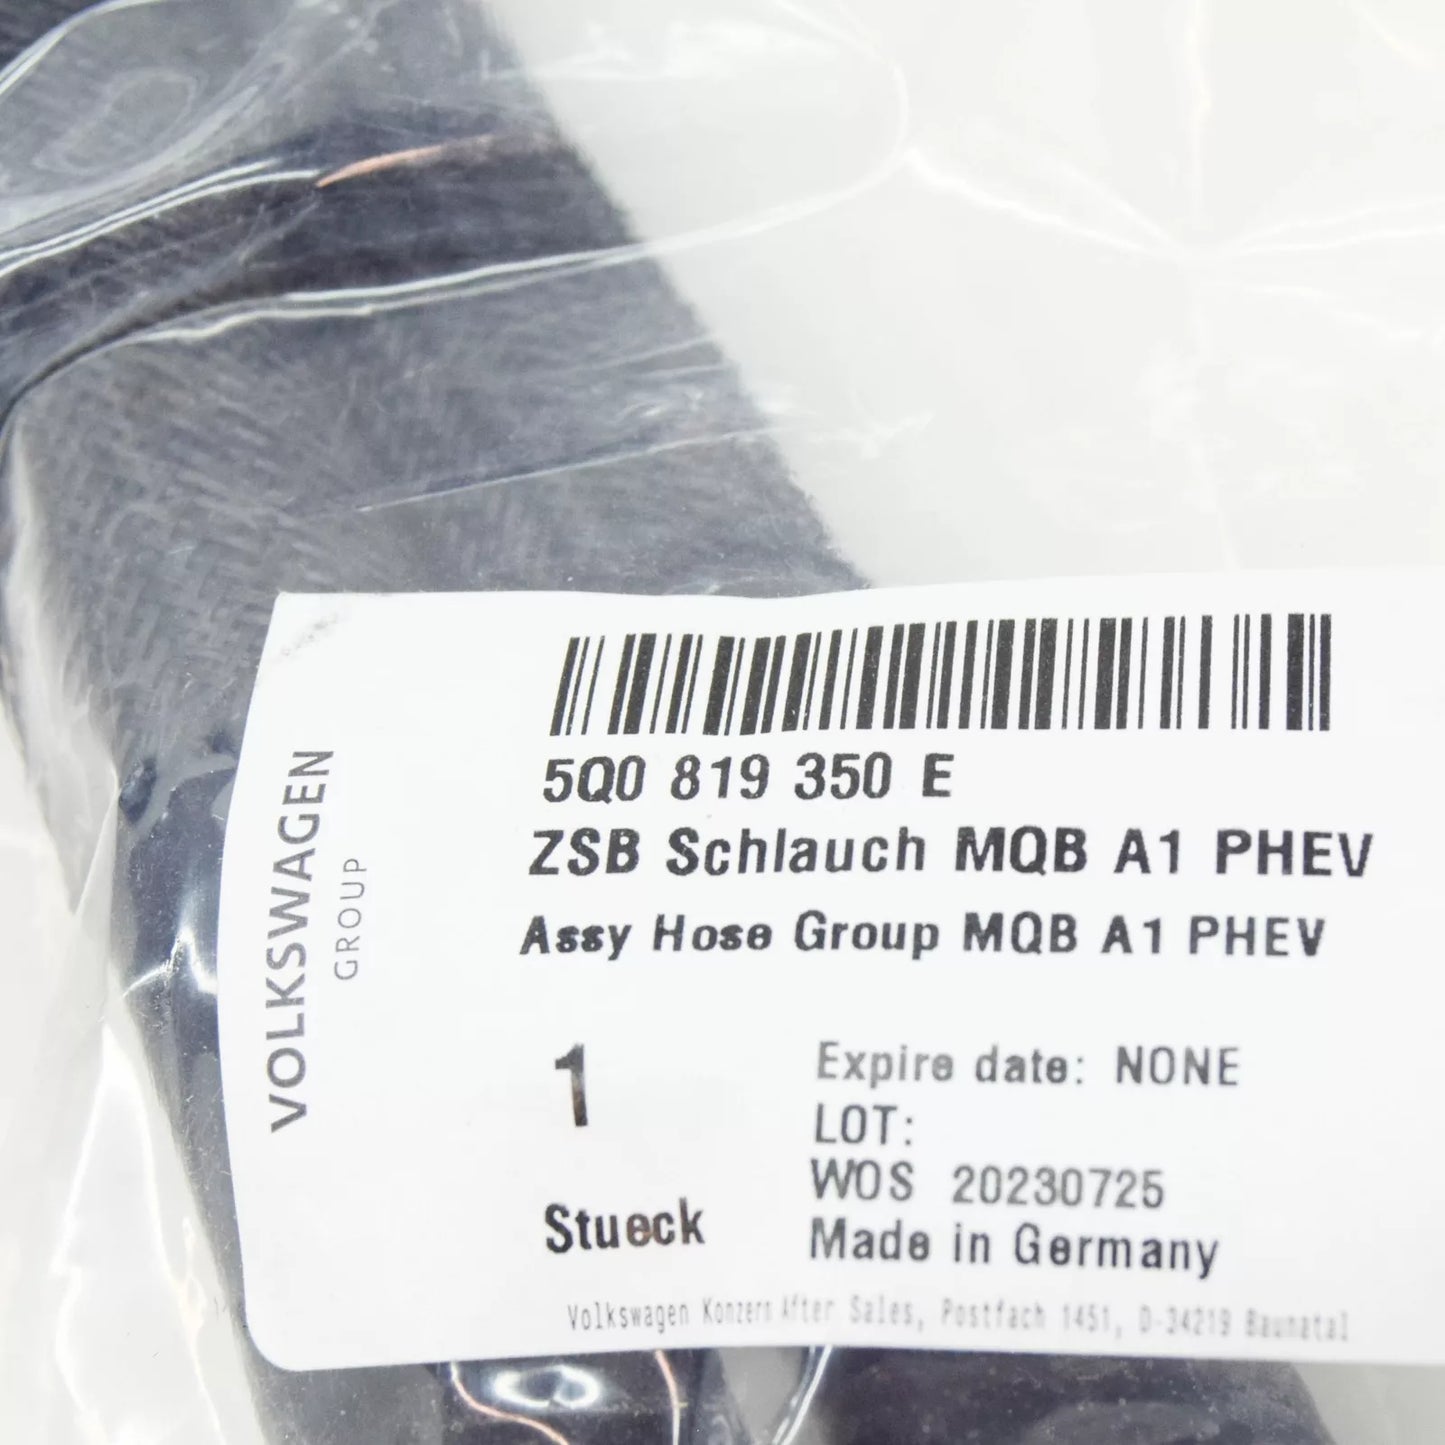 VOLKSWAGEN
GROUP
5Q0 819 350 E
ZSB Schlauch MQB A1 PHEV
Assy Hose Group MQB A1 PHEV
1
Stueck
Expire date: NONE
LOT:
WOS 20230725
Made in Germany
Volkswagen Konzern After Sales, Postfach 1451, D-34219 Baunatal